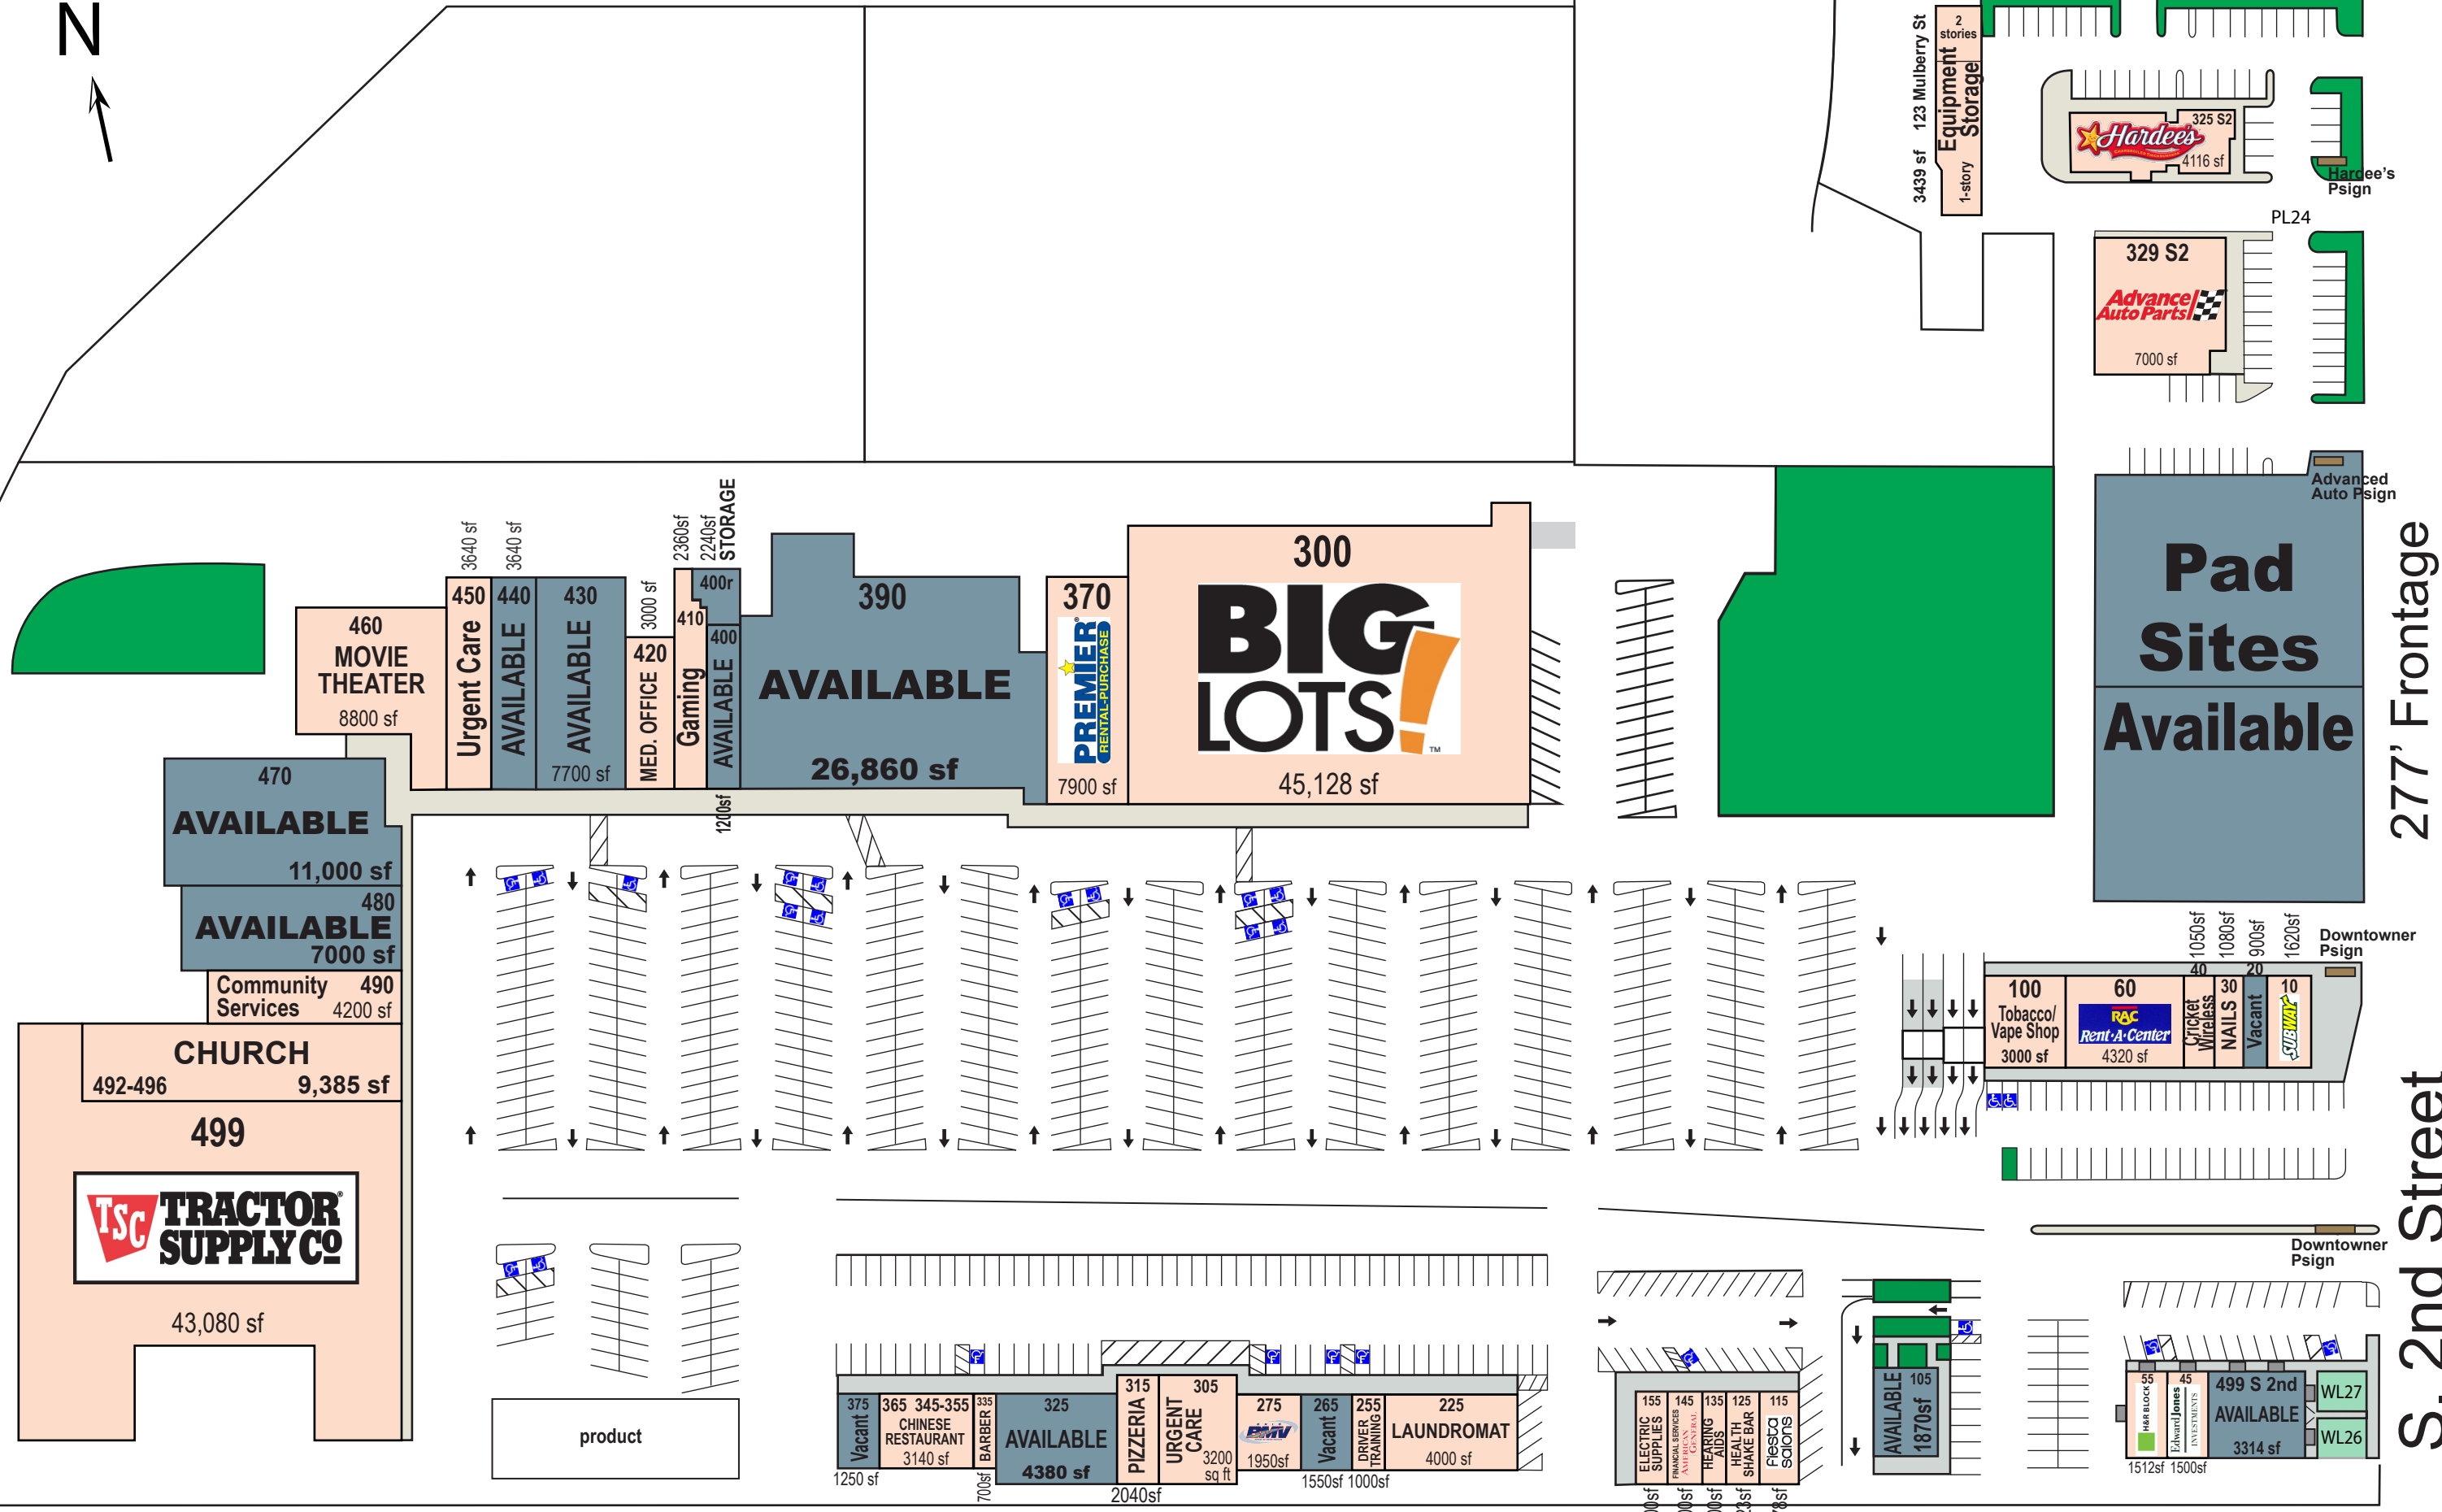 N
123 Mulberry St
3439 sf
2
stories
Equipment
Storage
1-story
Hardee's
325 S2
4116 sf
Hardee's
Psign
PL24
329 S2
Advance
Auto Parts
7000 sf
Advanced
Auto Psign
Pad
Sites
Available
277' Frontage
S. 2nd Street
460
MOVIE
THEATER
8800 sf
3640 sf
450
Urgent Care
3640 sf
440
AVAILABLE
430
AVAILABLE
7700 sf
3000 sf
420
MED. OFFICE
2360sf
410
Gaming
2240sf
STORAGE
400r
400
AVAILABLE
1200sf
390
AVAILABLE
26,860 sf
370
PREMIER
RENTAL-PURCHASE
7900 sf
300
BIG
LOTS!
TM
45,128 sf
470
AVAILABLE
11,000 sf
480
AVAILABLE
7000 sf
Community
Services
490
4200 sf
CHURCH
492-496
9,385 sf
499
TSC
TRACTOR
SUPPLY CO
43,080 sf
Downtowner
Psign
100
Tobacco/
Vape Shop
3000 sf
60
RAC
Rent-A-Center
4320 sf
1050sf
40
Cricket
Wireless
1080sf
30
NAILS
900sf
20
Vacant
1620sf
10
SUBWAY
Downtowner
Psign
product
375
Vacant
1250 sf
365 345-355
CHINESE
RESTAURANT
3140 sf
335
BARBER
700sf
325
AVAILABLE
4380 sf
315
PIZZERIA
2040sf
305
URGENT
CARE
3200
sq ft
275
BMV
1950sf
265
Vacant
1550sf
255
DRIVER
TRAINING
1000sf
225
LAUNDROMAT
4000 sf
155
ELECTRIC
SUPPLIES
145
FINANCIAL SERVICES
AMERICAN
GENERAL
135
HEARING
AIDS
125
HEALTH
SHAKE BAR
115
Fiesta
Salons
105
AVAILABLE
1870sf
55
H&R BLOCK
1512sf
45
Edward Jones
INVESTMENTS
1500sf
499 S 2nd
AVAILABLE
3314 sf
WL27
WL26